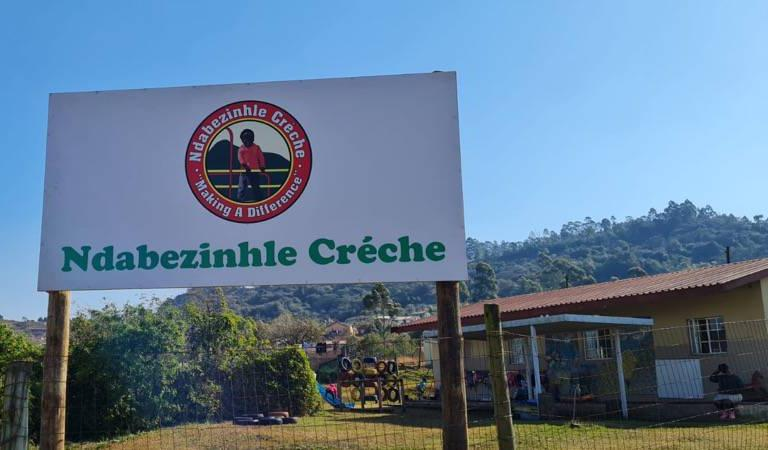 Ndabezinhle Creche
"Making A Difference"
Ndabezinhle Créche